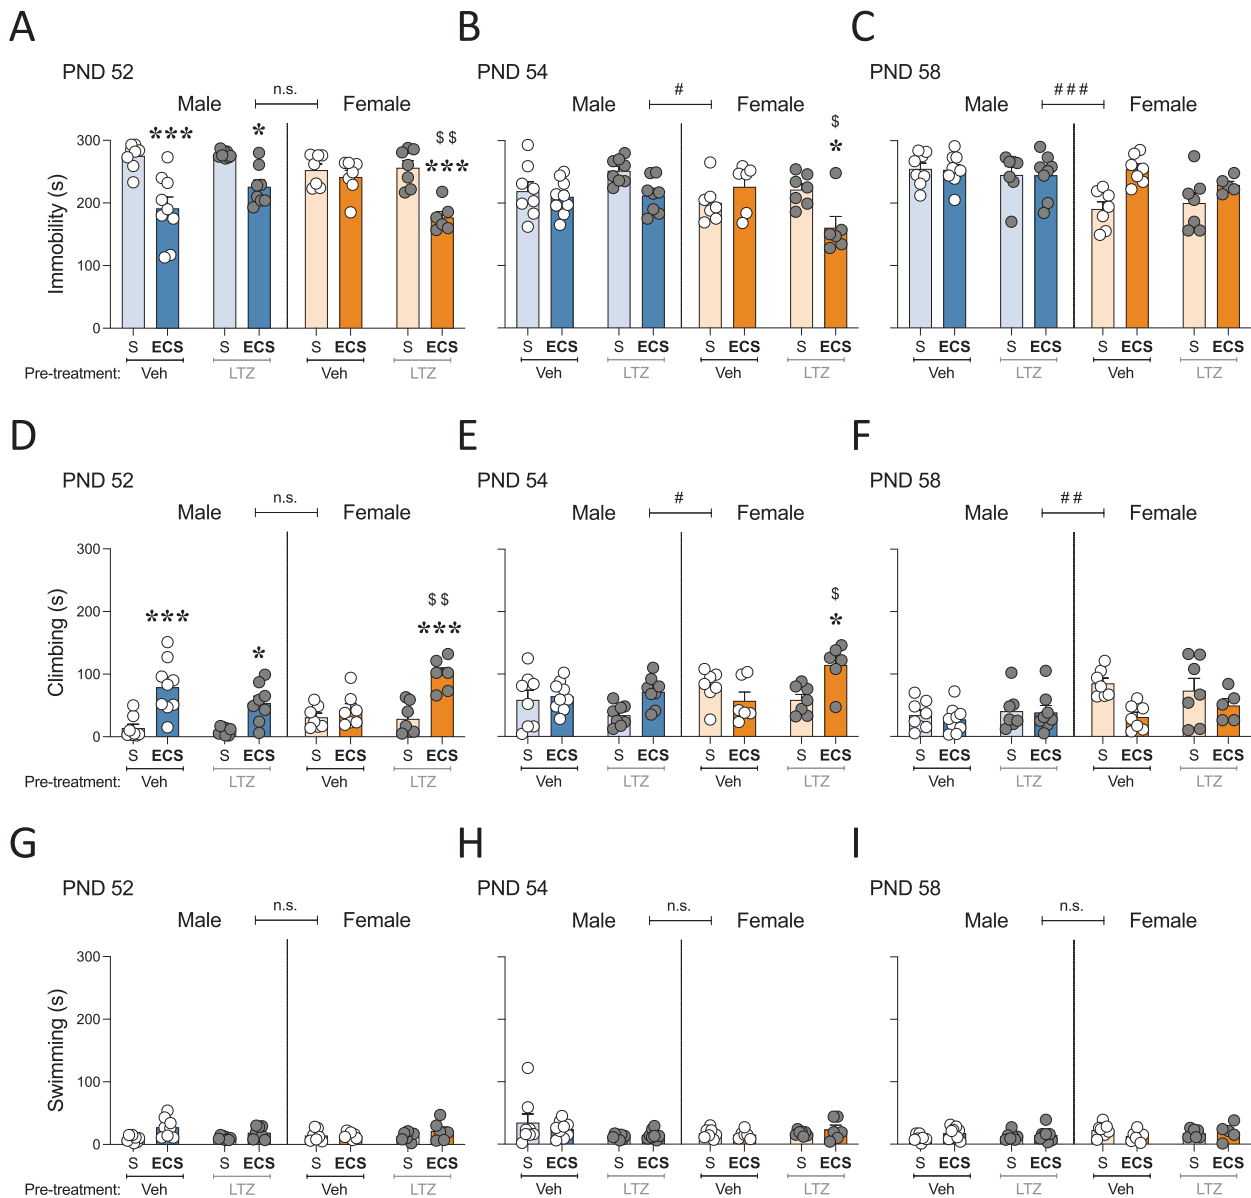 A B C
PND 52 PND 54 PND 58
n.s. # ###
Male Female Male Female Male Female
*** * $$ *** $ *
Immobility (s)
300
200
100
0
S ECS S ECS S ECS S ECS S ECS S ECS S ECS S ECS S ECS S ECS S ECS S ECS
Pre-treatment: Veh LTZ Veh LTZ Veh LTZ Veh LTZ Veh LTZ Veh LTZ
D E F
PND 52 PND 54 PND 58
n.s. # ##
Male Female Male Female Male Female
*** * $$ *** $ *
Climbing (s)
300
200
100
0
S ECS S ECS S ECS S ECS S ECS S ECS S ECS S ECS S ECS S ECS S ECS S ECS
Pre-treatment: Veh LTZ Veh LTZ Veh LTZ Veh LTZ Veh LTZ Veh LTZ
G H I
PND 52 PND 54 PND 58
n.s. n.s. n.s.
Male Female Male Female Male Female
Swimming (s)
300
200
100
0
S ECS S ECS S ECS S ECS S ECS S ECS S ECS S ECS S ECS S ECS S ECS S ECS
Pre-treatment: Veh LTZ Veh LTZ Veh LTZ Veh LTZ Veh LTZ Veh LTZ